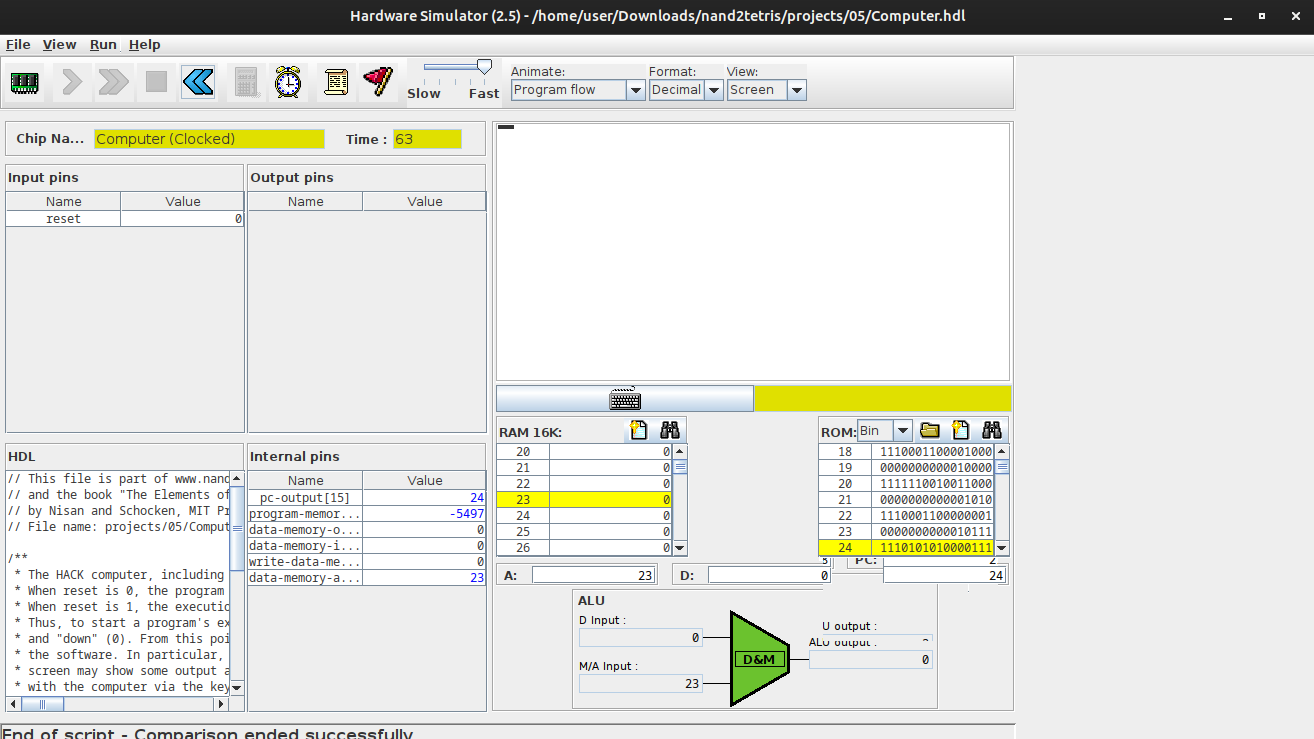 Hardware Simulator (2.5) - /home/user/Downloads/nand2tetris/projects/05/Computer.hdl
File View Run Help
Slow Fast
Animate: Format: View:
Program flow Decimal Screen
Chip Na... Computer (Clocked) Time : 63
Input pins
Name Value
reset 0
Output pins
Name Value
HDL
// This file is part of www.nand
// and the book "The Elements of
// by Nisan and Schocken, MIT Pr
// File name: projects/05/Comput
/**
* The HACK computer, including
* When reset is 0, the program
* When reset is 1, the executio
* Thus, to start a program's ex
* and "down" (0). From this poi
* the software. In particular,
* screen may show some output a
* with the computer via the key
Internal pins
Name Value
pc-output[15] 24
program-memor... -5497
data-memory-o... 0
data-memory-i... 0
write-data-me... 0
data-memory-a... 23
RAM 16K:
20 0
21 0
22 0
23 0
24 0
25 0
26 0
ROM: Bin
18 1110001100001000
19 0000000000010000
20 1111110010011000
21 0000000000001010
22 1110001100000001
23 0000000000010111
24 1110101010000111
PC:
A: 23 D: 0 24
ALU
D Input :
0
M/A Input :
23
D&M
U output :
ALU output :
0
End of script - Comparison ended successfully